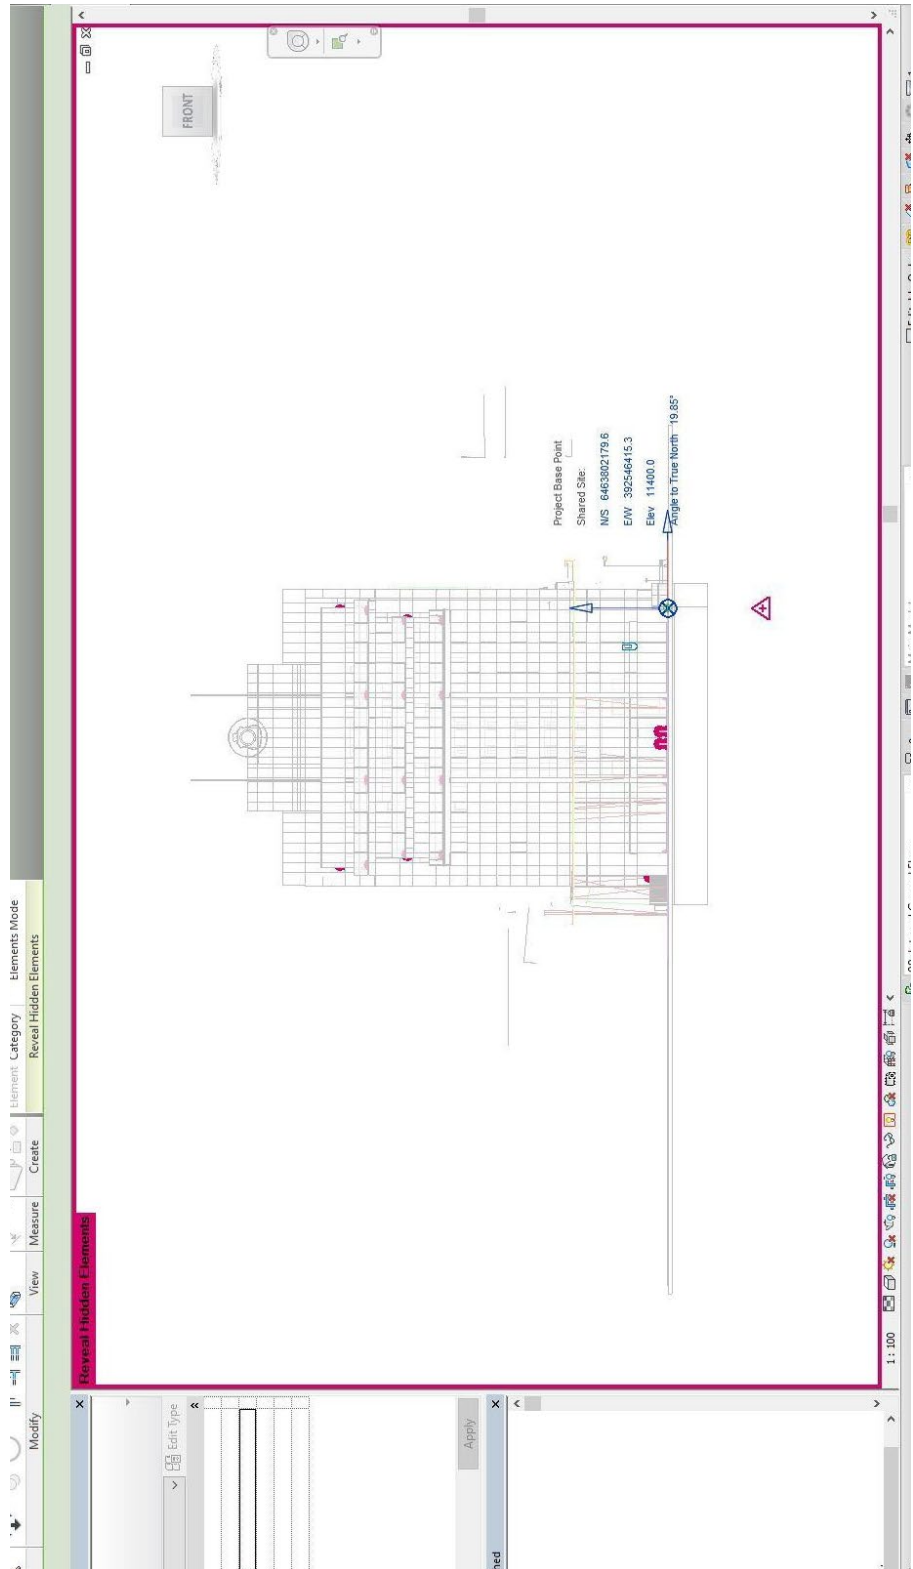 Modify
View
Measure
Create
Element Category
Elements Mode
Reveal Hidden Elements
Reveal Hidden Elements
FRONT
Edit Type
Apply
Project Base Point
Shared Site:
N/S 6463802179.6
E/W 392546415.3
Elev 11400.0
Angle to True North 19.85°
1 : 100